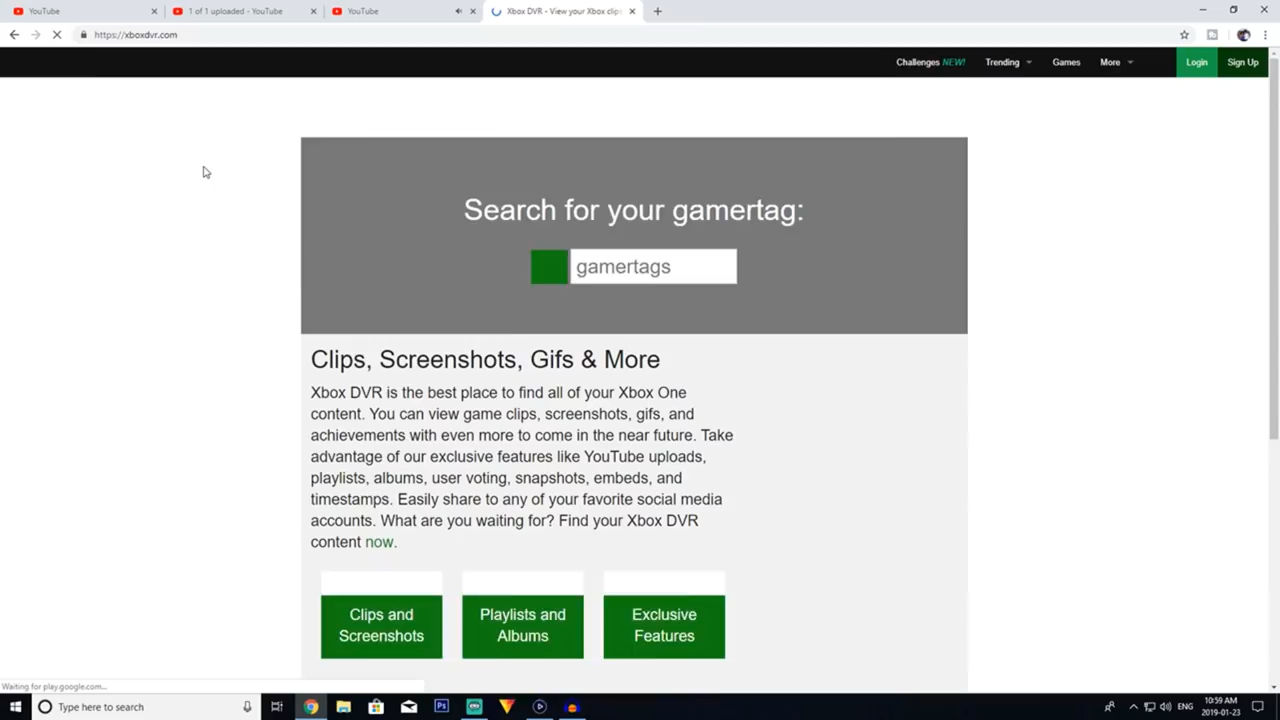 YouTube
1 of 1 uploaded - YouTube
YouTube
Xbox DVR - View your Xbox clips
https://xboxdvr.com
Challenges NEW!
Trending
Games
More
Login
Sign Up
Search for your gamertag:
gamertags
Clips, Screenshots, Gifs & More
Xbox DVR is the best place to find all of your Xbox One
content. You can view game clips, screenshots, gifs, and
achievements with even more to come in the near future. Take
advantage of our exclusive features like YouTube uploads,
playlists, albums, user voting, snapshots, embeds, and
timestamps. Easily share to any of your favorite social media
accounts. What are you waiting for? Find your Xbox DVR
content now.
Clips and
Screenshots
Playlists and
Albums
Exclusive
Features
Waiting for play.google.com...
Type here to search
Ps
ENG
10:59 AM
2019-01-23